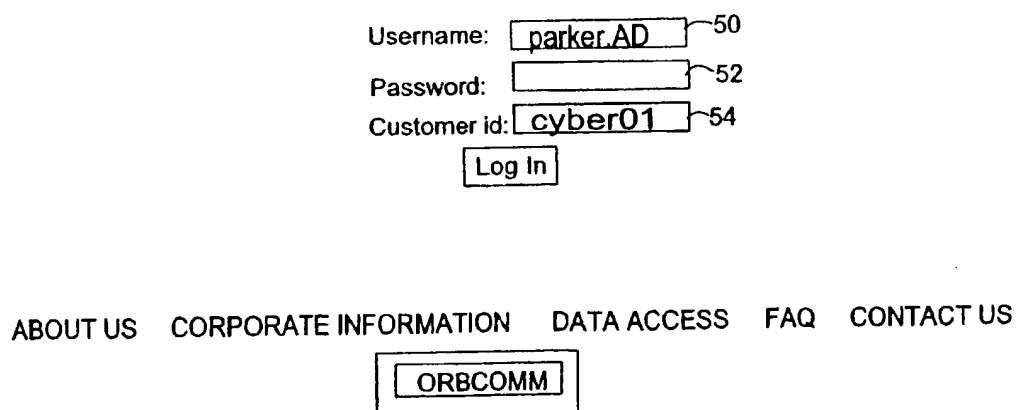 Username: parker.AD 50
Password: 52
Customer id: cyber01 54
Log In
ABOUT US CORPORATE INFORMATION DATA ACCESS FAQ CONTACT US
ORBCOMM